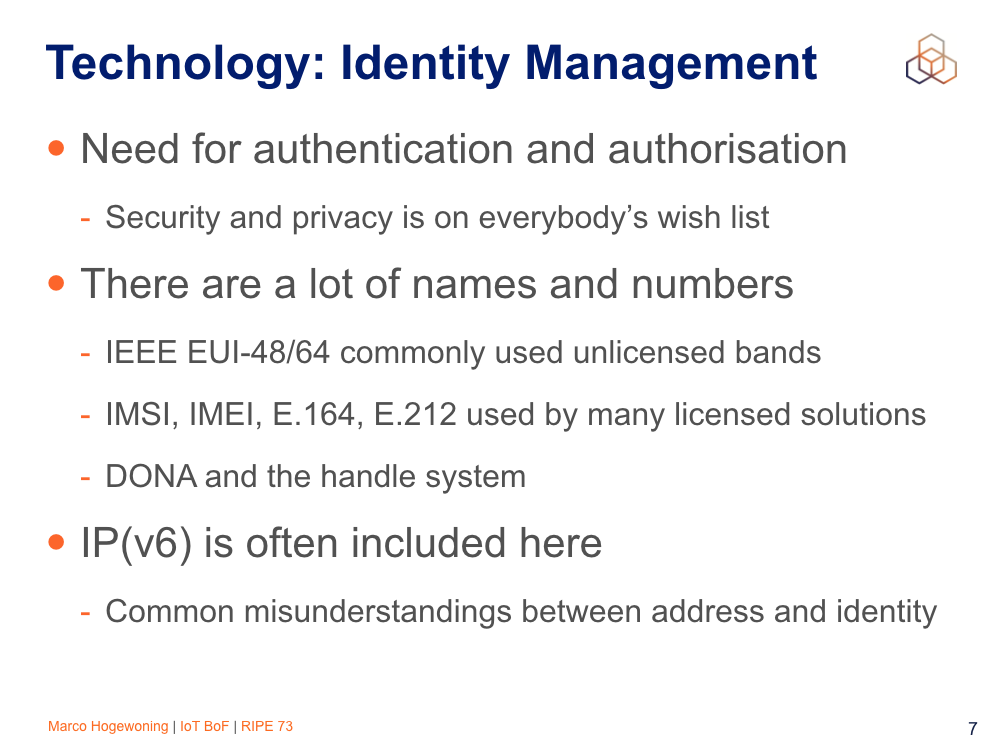 Technology: Identity Management
• Need for authentication and authorisation
- Security and privacy is on everybody’s wish list
• There are a lot of names and numbers
- IEEE EUI-48/64 commonly used unlicensed bands
- IMSI, IMEI, E.164, E.212 used by many licensed solutions
- DONA and the handle system
• IP(v6) is often included here
- Common misunderstandings between address and identity
Marco Hogewoning | IoT BoF | RIPE 73
7